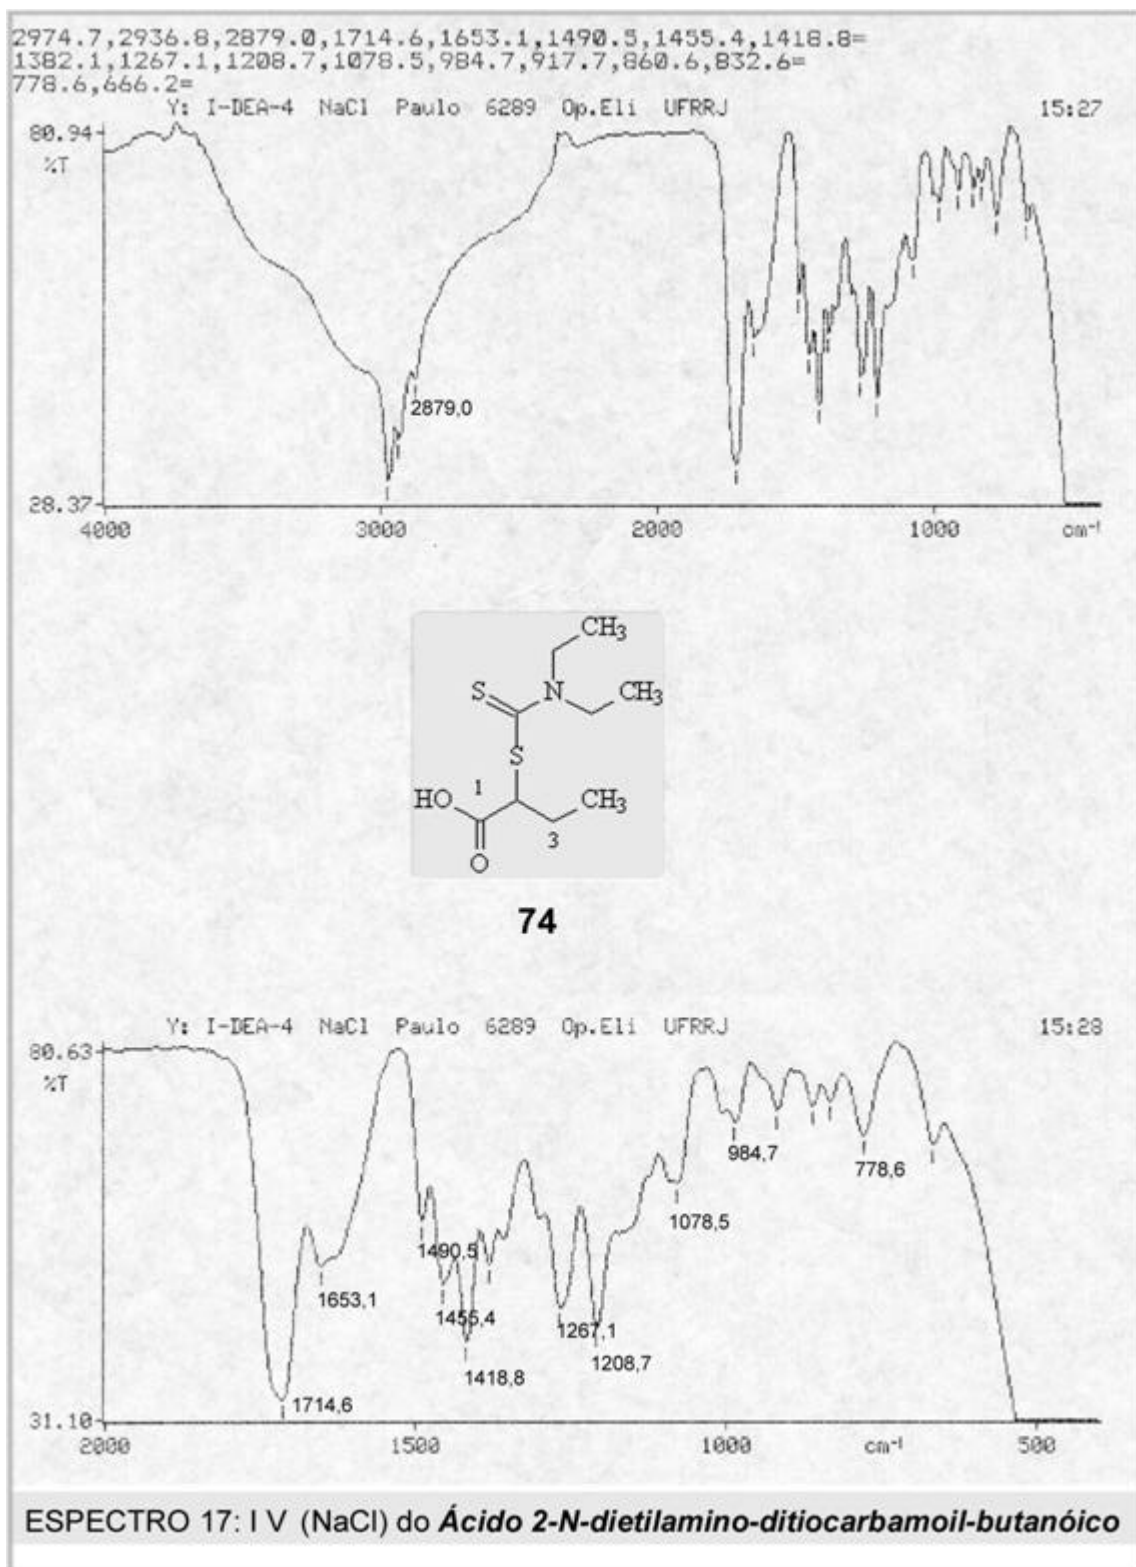 2974.7,2936.8,2879.0,1714.6,1653.1,1490.5,1455.4,1418.8=
1382.1,1267.1,1208.7,1078.5,984.7,917.7,860.6,832.6=
778.6,666.2=
Y: I-DEA-4 NaCl Paulo 6289 Op.Eli UFRRJ 15:27
80.94
%T
2879,0
28.37
4000 3000 2000 1000 cm-1
CH3
S N CH3
S
1
HO CH3
3
O
74
Y: I-DEA-4 NaCl Paulo 6289 Op.Eli UFRRJ 15:28
80.63
%T
984,7 778,6
1078,5
1490,5
1653,1
1455,4 1267,1
1418,8 1208,7
1714,6
31.10
2000 1500 1000 cm-1 500
ESPECTRO 17: I V (NaCl) do Ácido 2-N-dietilamino-ditiocarbamoil-butanóico